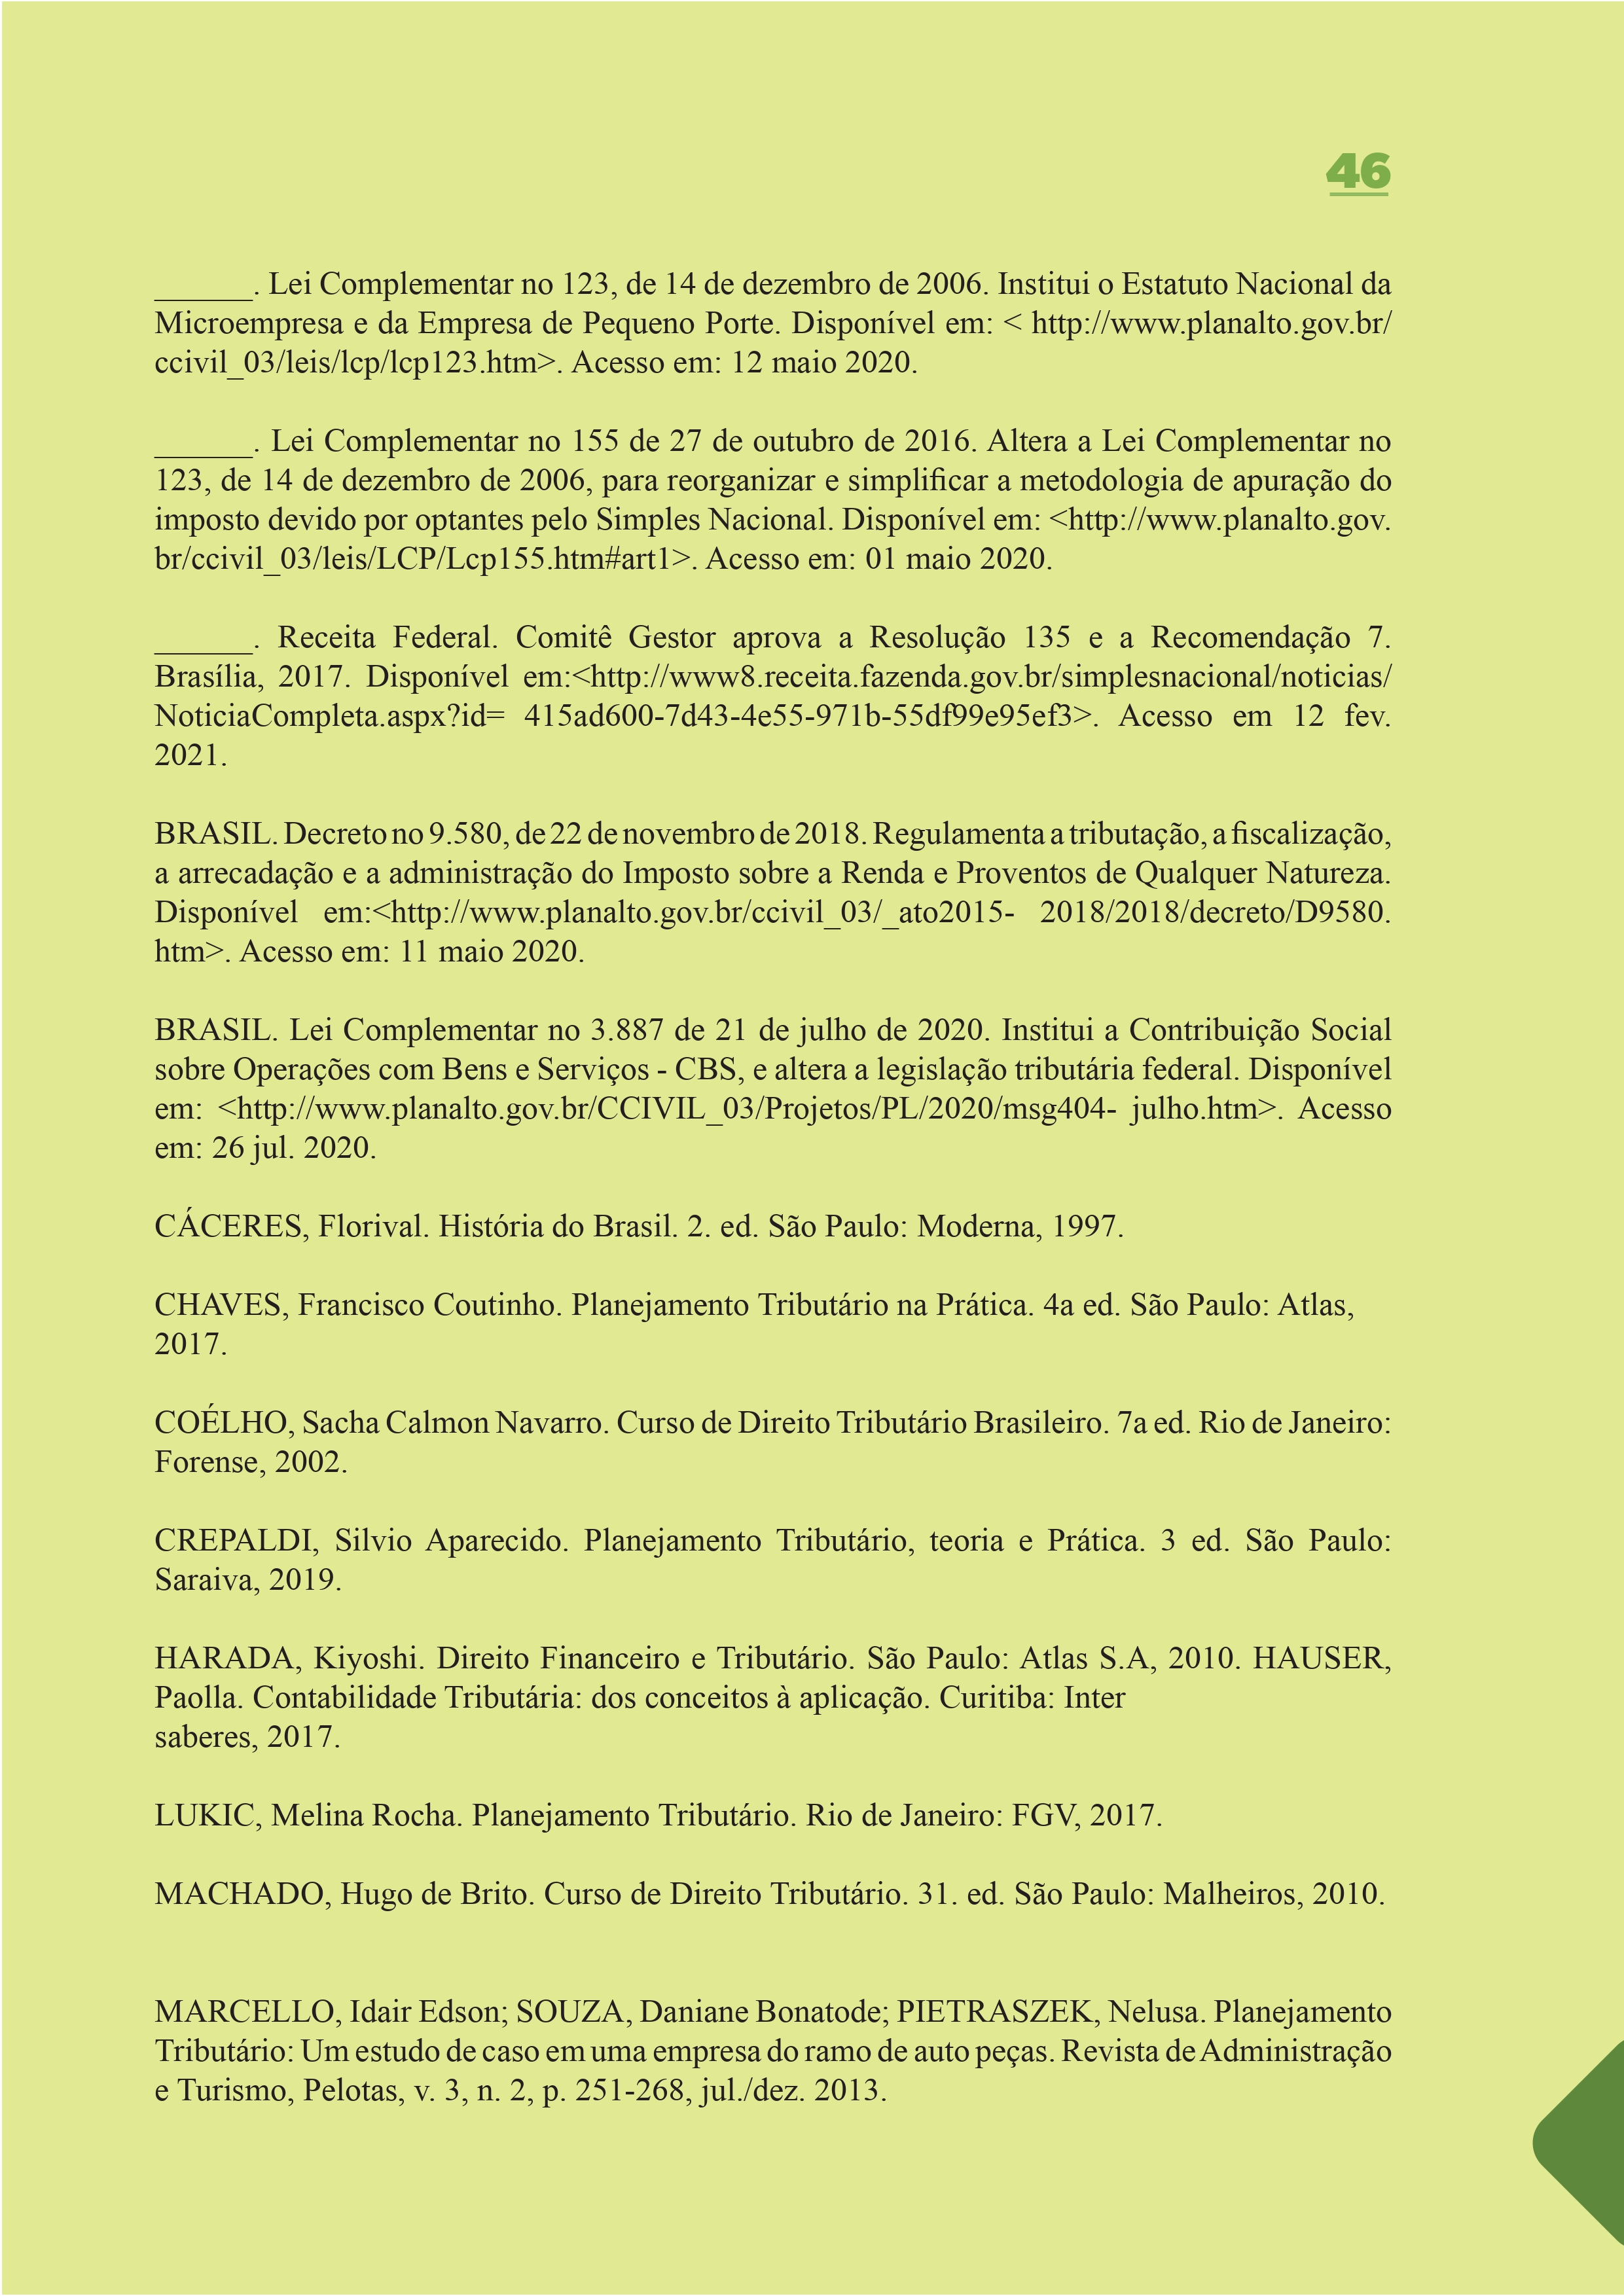 46
______. Lei Complementar no 123, de 14 de dezembro de 2006. Institui o Estatuto Nacional da
Microempresa e da Empresa de Pequeno Porte. Disponível em: < http://www.planalto.gov.br/
ccivil_03/leis/lcp/lcp123.htm>. Acesso em: 12 maio 2020.
______. Lei Complementar no 155 de 27 de outubro de 2016. Altera a Lei Complementar no
123, de 14 de dezembro de 2006, para reorganizar e simplificar a metodologia de apuração do
imposto devido por optantes pelo Simples Nacional. Disponível em: <http://www.planalto.gov.
br/ccivil_03/leis/LCP/Lcp155.htm#art1>. Acesso em: 01 maio 2020.
______. Receita Federal. Comitê Gestor aprova a Resolução 135 e a Recomendação 7.
Brasília, 2017. Disponível em:<http://www8.receita.fazenda.gov.br/simplesnacional/noticias/
NoticiaCompleta.aspx?id= 415ad600-7d43-4e55-971b-55df99e95ef3>. Acesso em 12 fev.
2021.
BRASIL. Decreto no 9.580, de 22 de novembro de 2018. Regulamenta a tributação, a fiscalização,
a arrecadação e a administração do Imposto sobre a Renda e Proventos de Qualquer Natureza.
Disponível em:<http://www.planalto.gov.br/ccivil_03/_ato2015- 2018/2018/decreto/D9580.
htm>. Acesso em: 11 maio 2020.
BRASIL. Lei Complementar no 3.887 de 21 de julho de 2020. Institui a Contribuição Social
sobre Operações com Bens e Serviços - CBS, e altera a legislação tributária federal. Disponível
em: <http://www.planalto.gov.br/CCIVIL_03/Projetos/PL/2020/msg404- julho.htm>. Acesso
em: 26 jul. 2020.
CÁCERES, Florival. História do Brasil. 2. ed. São Paulo: Moderna, 1997.
CHAVES, Francisco Coutinho. Planejamento Tributário na Prática. 4a ed. São Paulo: Atlas,
2017.
COÉLHO, Sacha Calmon Navarro. Curso de Direito Tributário Brasileiro. 7a ed. Rio de Janeiro:
Forense, 2002.
CREPALDI, Silvio Aparecido. Planejamento Tributário, teoria e Prática. 3 ed. São Paulo:
Saraiva, 2019.
HARADA, Kiyoshi. Direito Financeiro e Tributário. São Paulo: Atlas S.A, 2010. HAUSER,
Paolla. Contabilidade Tributária: dos conceitos à aplicação. Curitiba: Inter
saberes, 2017.
LUKIC, Melina Rocha. Planejamento Tributário. Rio de Janeiro: FGV, 2017.
MACHADO, Hugo de Brito. Curso de Direito Tributário. 31. ed. São Paulo: Malheiros, 2010.
MARCELLO, Idair Edson; SOUZA, Daniane Bonatode; PIETRASZEK, Nelusa. Planejamento
Tributário: Um estudo de caso em uma empresa do ramo de auto peças. Revista de Administração
e Turismo, Pelotas, v. 3, n. 2, p. 251-268, jul./dez. 2013.